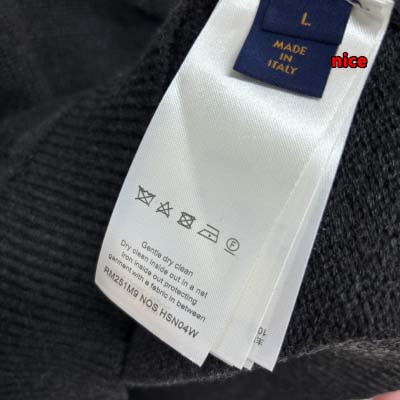 L
MADE
IN
ITALY
nice
Gentle dry clean
Dry clean inside out in a net
Iron inside out protecting
garment with a fabric in between
RM251M9 NOS HSN04W